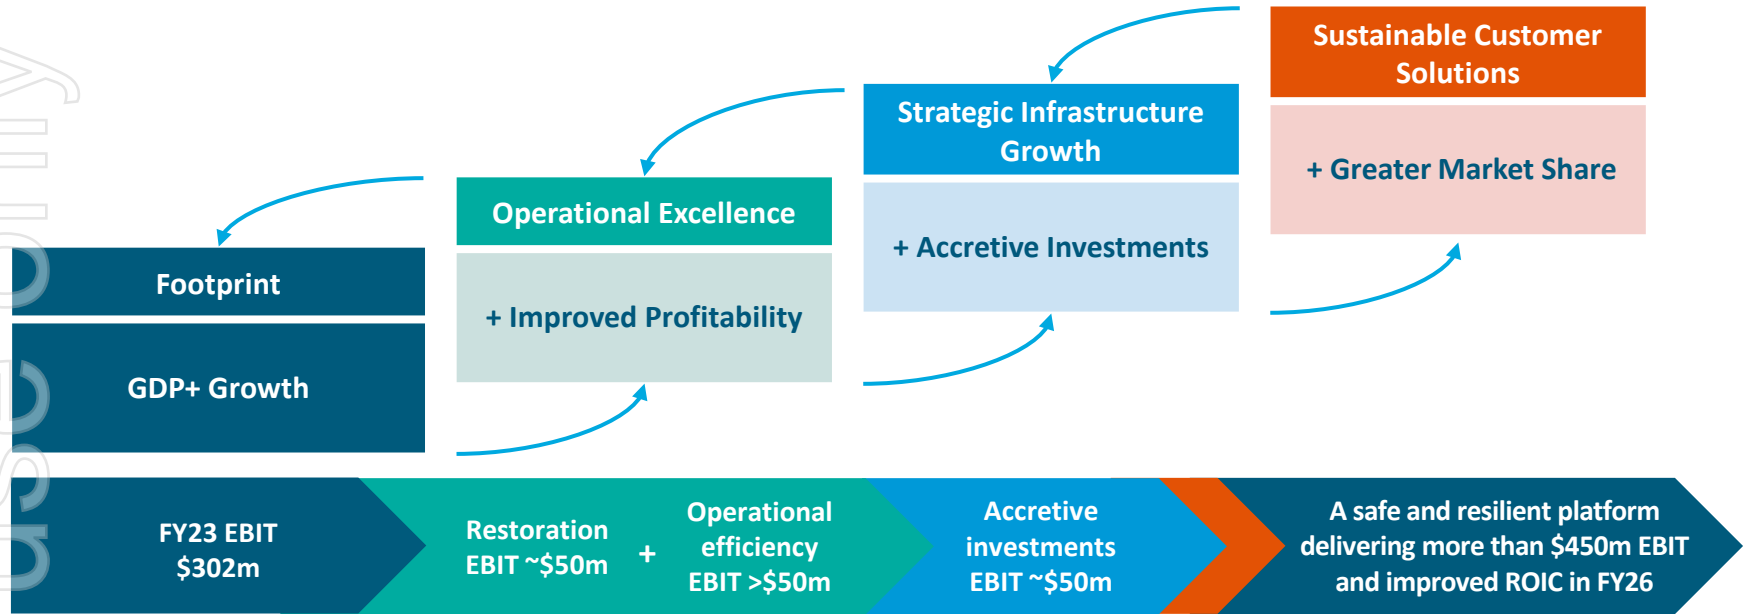 Sustainable Customer
Solutions
+ Greater Market Share
Strategic Infrastructure
Growth
+ Accretive Investments
Operational Excellence
+ Improved Profitability
Footprint
GDP+ Growth
FY23 EBIT
$302m
Restoration
EBIT ~$50m
+
Operational
efficiency
EBIT >$50m
Accretive
investments
EBIT ~$50m
A safe and resilient platform
delivering more than $450m EBIT
and improved ROIC in FY26
use only